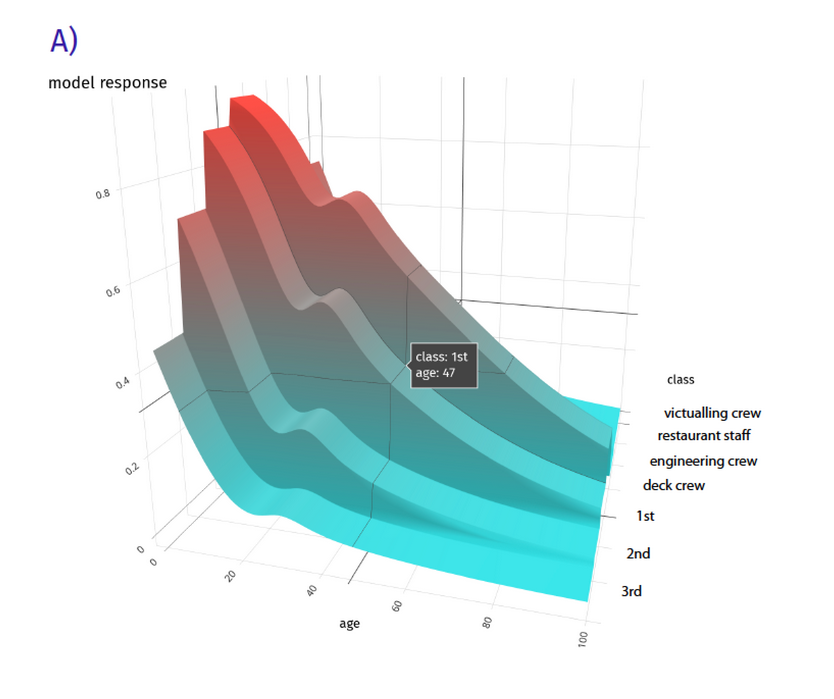 A)
model response
0.8
0.6
0.4
0.2
0
0
20
40
60
80
100
age
class: 1st
age: 47
class
victualling crew
restaurant staff
engineering crew
deck crew
1st
2nd
3rd